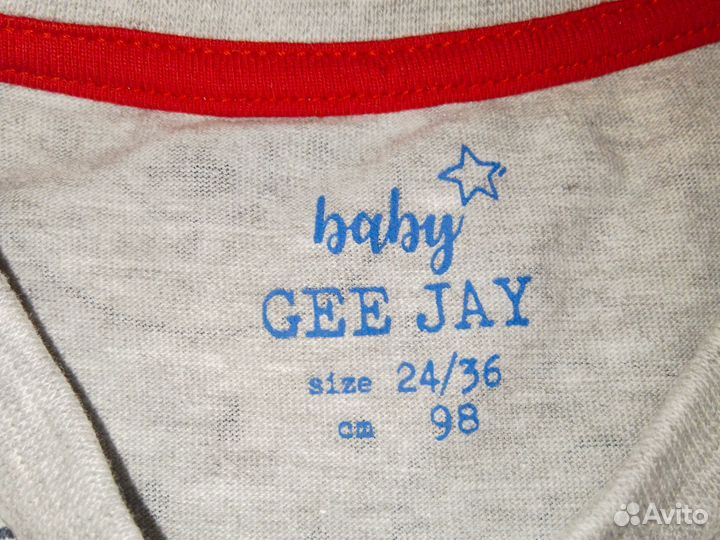 baby
GEE JAY
size 24/36
cm 98
Avito